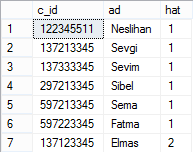 c_id ad hat
1 122345511 Neslihan 1
2 137213345 Sevgi 1
3 137333345 Sevim 1
4 297213345 Sibel 1
5 597213345 Sema 1
6 597223345 Fatma 1
7 137123345 Elmas 2